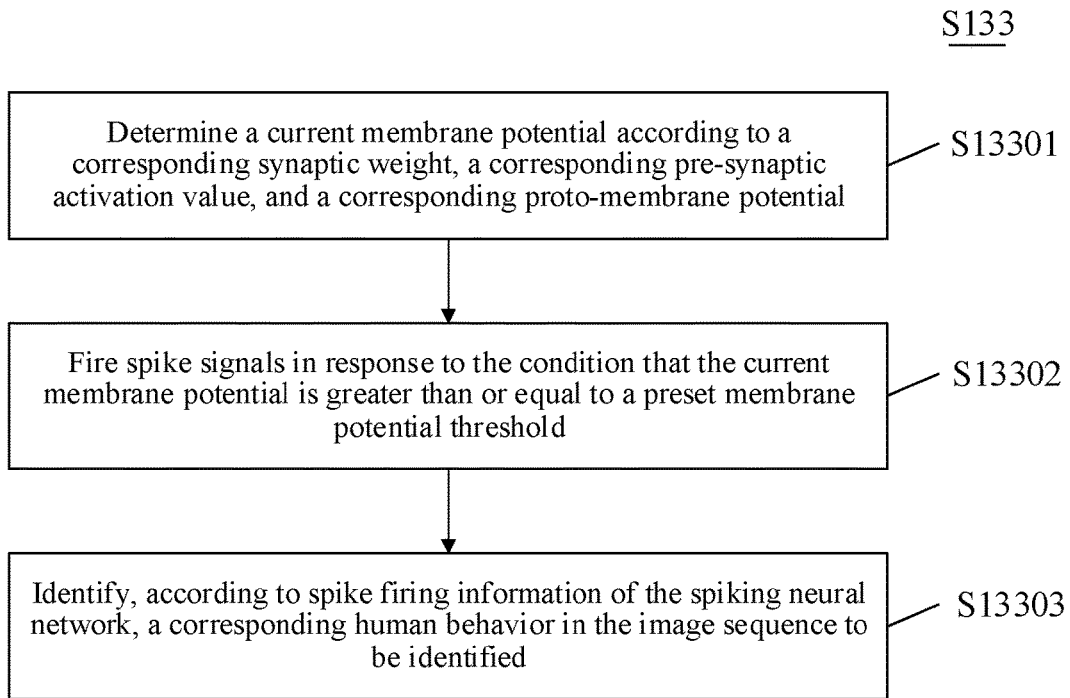 S133
Determine a current membrane potential according to a
corresponding synaptic weight, a corresponding pre-synaptic
activation value, and a corresponding proto-membrane potential
S13301
Fire spike signals in response to the condition that the current
membrane potential is greater than or equal to a preset membrane
potential threshold
S13302
Identify, according to spike firing information of the spiking neural
network, a corresponding human behavior in the image sequence to
be identified
S13303